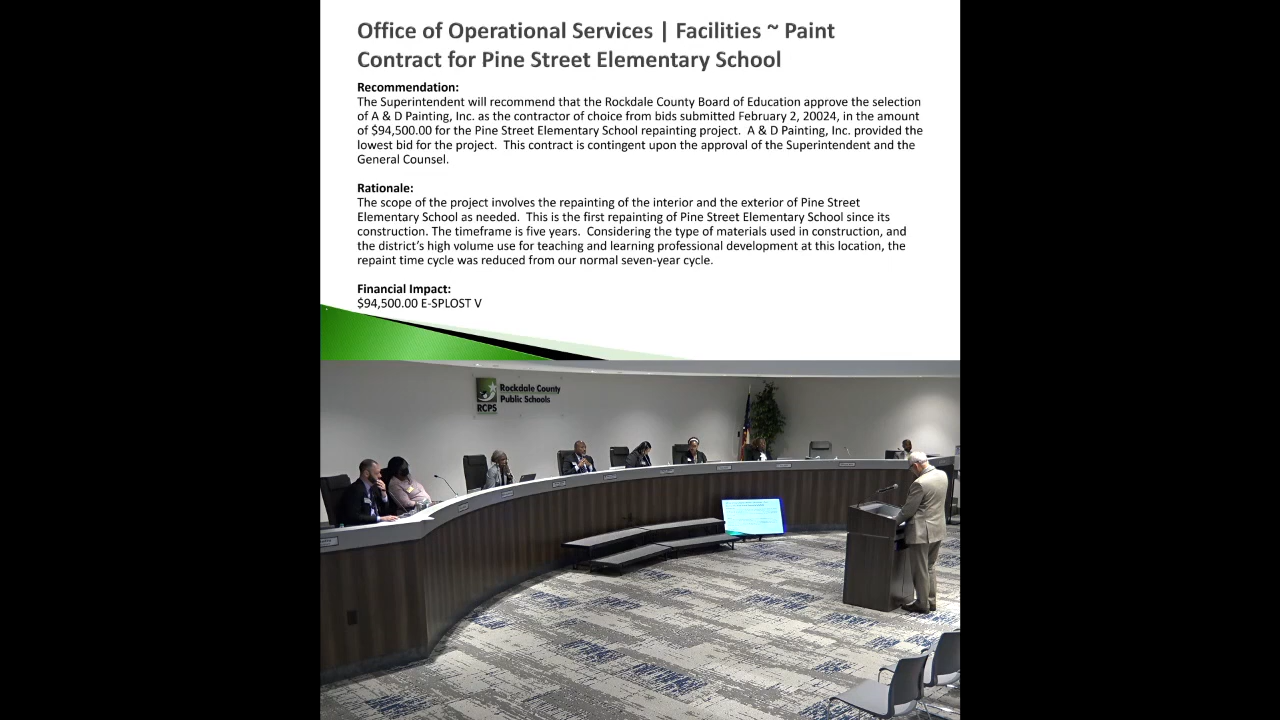 Office of Operational Services | Facilities ~ Paint
Contract for Pine Street Elementary School
Recommendation:
The Superintendent will recommend that the Rockdale County Board of Education approve the selection
of A & D Painting, Inc. as the contractor of choice from bids submitted February 2, 20024, in the amount
of $94,500.00 for the Pine Street Elementary School repainting project.  A & D Painting, Inc. provided the
lowest bid for the project.  This contract is contingent upon the approval of the Superintendent and the
General Counsel.
Rationale:
The scope of the project involves the repainting of the interior and the exterior of Pine Street
Elementary School as needed.  This is the first repainting of Pine Street Elementary School since its
construction. The timeframe is five years.  Considering the type of materials used in construction, and
the district's high volume use for teaching and learning professional development at this location, the
repaint time cycle was reduced from our normal seven-year cycle.
Financial Impact:
$94,500.00 E-SPLOST V
Rockdale County
Public Schools
RCPS